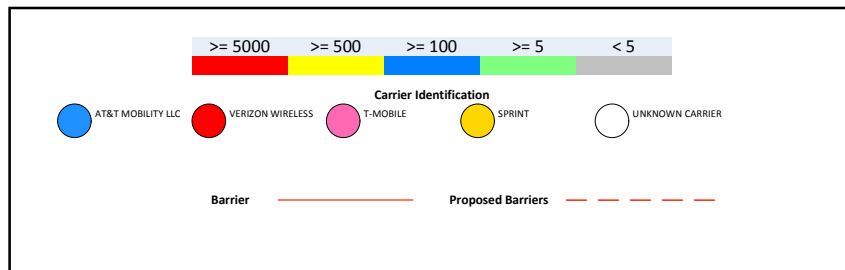 >= 5000 >= 500 >= 100 >= 5 < 5
Carrier Identification
AT&T MOBILITY LLC VERIZON WIRELESS T-MOBILE SPRINT UNKNOWN CARRIER
Barrier Proposed Barriers